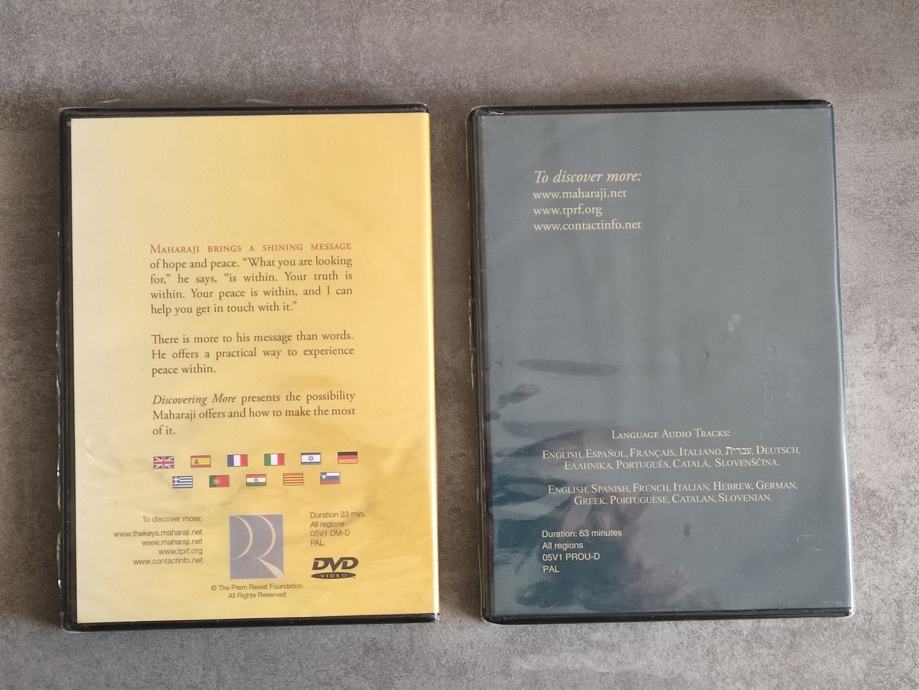 MAHARAJI BRINGS A SHINING MESSAGE
of hope and peace. “What you are looking
for,” he says, “is within. Your truth is
within. Your peace is within, and I can
help you get in touch with it.”
There is more to his message than words.
He offers a practical way to experience
peace within.
Discovering More presents the possibility
Maharaji offers and how to make the most
of it.
To discover more:
www.thekeys.maharaji.net
www.maharaji.net
www.tprf.org
www.contactinfo.net
R
Duration 23 min.
All regions
05V1 DM-D
PAL
DVD
VIDEO
© The Prem Rawat Foundation
All Rights Reserved
To discover more:
www.maharaji.net
www.tprf.org
www.contactinfo.net
LANGUAGE AUDIO TRACKS:
ENGLISH, ESPAÑOL, FRANÇAIS, ITALIANO, עברית, DEUTSCH,
ΕΛΛΗΝΙΚΑ, PORTUGUÊS, CATALÁ, SLOVENŠČINA.
ENGLISH, SPANISH, FRENCH, ITALIAN, HEBREW, GERMAN,
GREEK, PORTUGUESE, CATALAN, SLOVENIAN.
Duration: 63 minutes
All regions
05V1 PROU-D
PAL